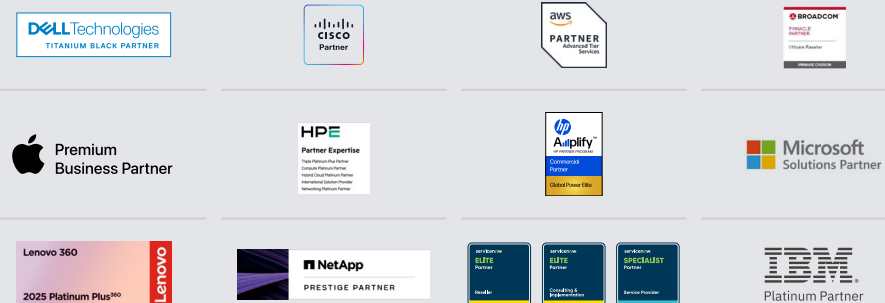 DELLTechnologies
TITANIUM BLACK PARTNER
CISCO
Partner
aws
PARTNER
Advanced Tier
Services
BROADCOM
PINNACLE
PARTNER
VMware Reseller
VMWARE DIVISION
Premium
Business Partner
HPE
Partner Expertise
Triple Platinum Plus Partner
Compute Platinum Partner
Hybrid Cloud Platinum Partner
International Solution Provider
Networking Platinum Partner
hp
Amplify™
HP PARTNER PROGRAM
Commercial
Partner
Global Power Elite
Microsoft
Solutions Partner
Lenovo 360
2025 Platinum Plus³⁶⁰
Lenovo
NetApp
PRESTIGE PARTNER
servicenow
ELITE
Partner
Reseller
servicenow
ELITE
Partner
Consulting &
Implementation
servicenow
SPECIALIST
Partner
Service Provider
IBM
Platinum Partner